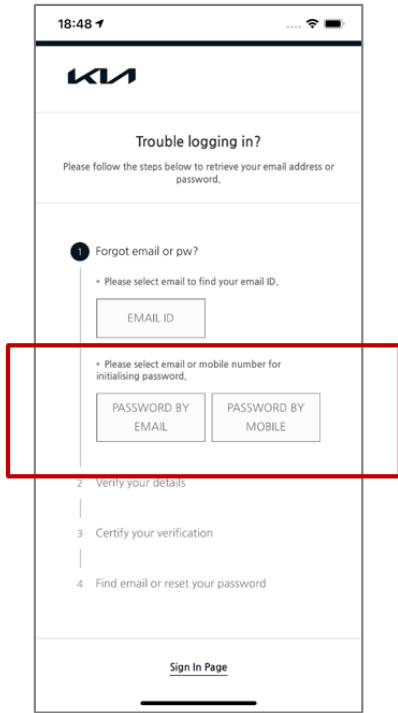 18:48
KIA
Trouble logging in?
Please follow the steps below to retrieve your email address or
password.
1 Forgot email or pw?
• Please select email to find your email ID.
EMAIL ID
• Please select email or mobile number for
initialising password.
PASSWORD BY
EMAIL
PASSWORD BY
MOBILE
2 Verify your details
3 Certify your verification
4 Find email or reset your password
Sign In Page